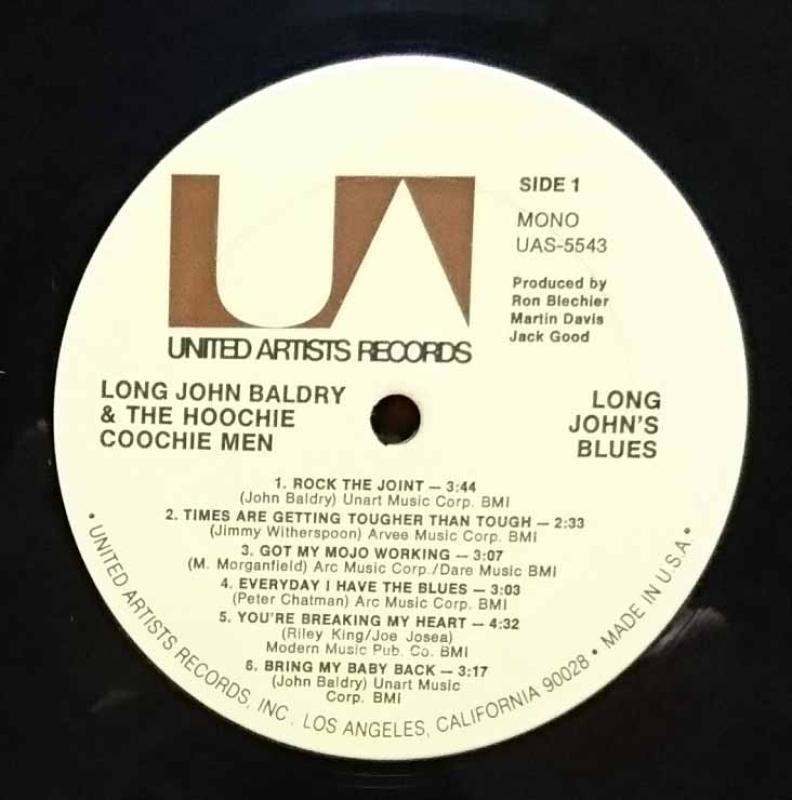 UA
UNITED ARTISTS RECORDS
SIDE 1
MONO
UAS-5543
Produced by
Ron Blechier
Martin Davis
Jack Good
LONG JOHN BALDRY
& THE HOOCHIE
COOCHIE MEN
LONG
JOHN'S
BLUES
1. ROCK THE JOINT — 3:44
(John Baldry) Unart Music Corp. BMI
2. TIMES ARE GETTING TOUGHER THAN TOUGH — 2:33
(Jimmy Witherspoon) Arvee Music Corp. BMI
3. GOT MY MOJO WORKING — 3:07
(M. Morganfield) Arc Music Corp./Dare Music BMI
4. EVERYDAY I HAVE THE BLUES — 3:03
(Peter Chatman) Arc Music Corp. BMI
5. YOU'RE BREAKING MY HEART — 4:32
(Riley King/Joe Josea)
Modern Music Pub. Co. BMI
6. BRING MY BABY BACK — 3:17
(John Baldry) Unart Music
Corp. BMI
• UNITED ARTISTS RECORDS, INC. LOS ANGELES, CALIFORNIA 90028 • MADE IN U.S.A •